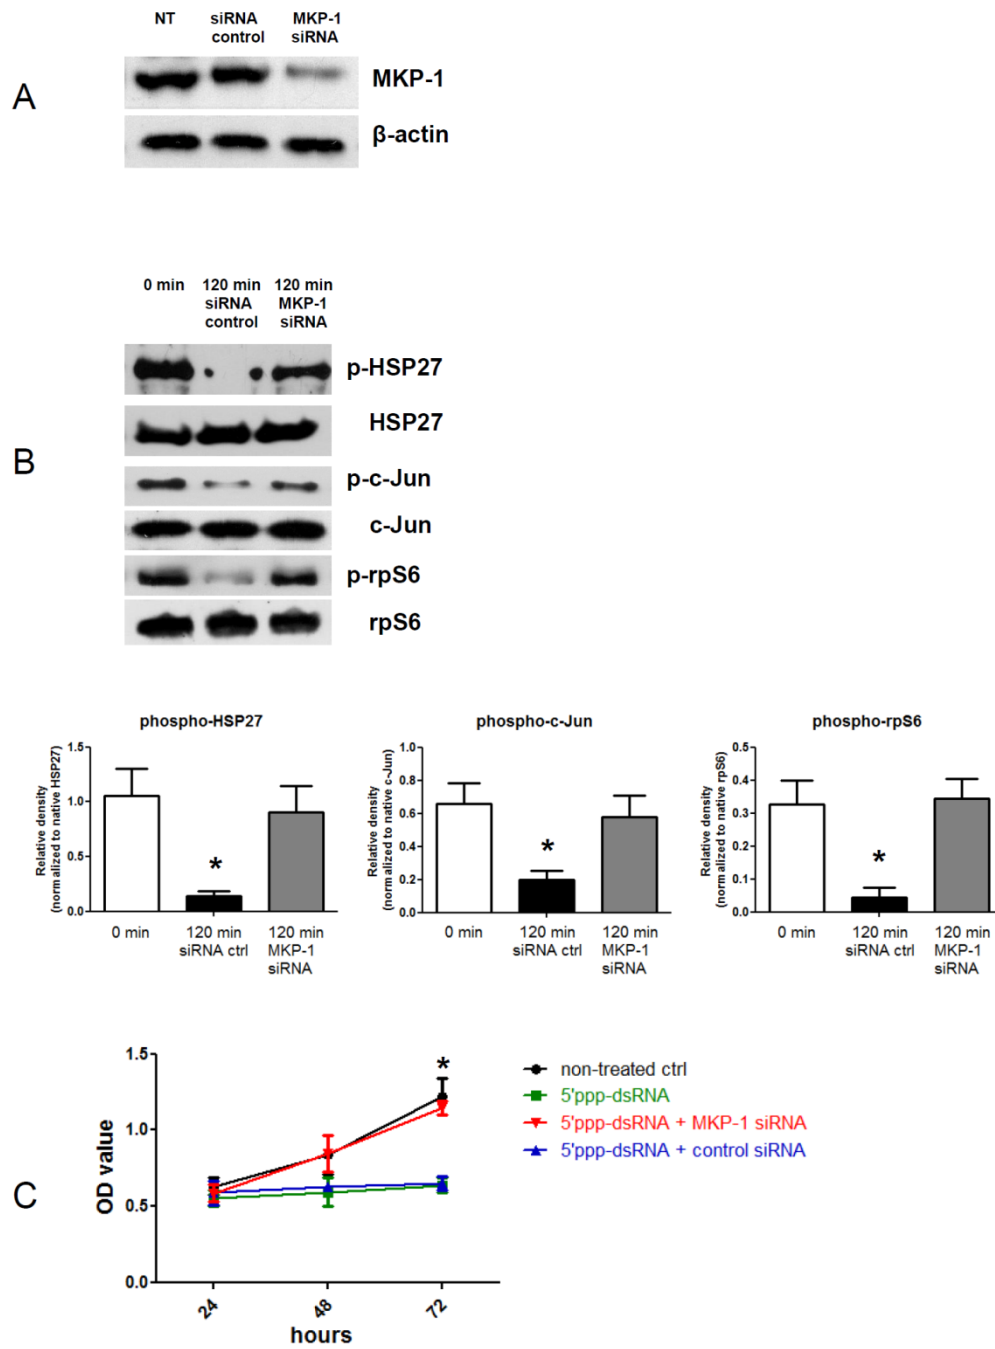 NT siRNA control MKP-1 siRNA
A
MKP-1
β-actin
0 min 120 min siRNA control 120 min MKP-1 siRNA
B
p-HSP27
HSP27
p-c-Jun
c-Jun
p-rpS6
rpS6
phospho-HSP27
Relative density
(normalized to native HSP27)
1.5
1.0
0.5
0.0
*
0 min 120 min siRNA ctrl 120 min MKP-1 siRNA
phospho-c-Jun
Relative density
(normalized to native c-Jun)
1.0
0.8
0.6
0.4
0.2
0.0
*
0 min 120 min siRNA ctrl 120 min MKP-1 siRNA
phospho-rpS6
Relative density
(normalized to native rpS6)
0.5
0.4
0.3
0.2
0.1
0.0
*
0 min 120 min siRNA ctrl 120 min MKP-1 siRNA
C
OD value
1.5
1.0
0.5
0.0
*
24 48 72
hours
non-treated ctrl
5'ppp-dsRNA
5'ppp-dsRNA + MKP-1 siRNA
5'ppp-dsRNA + control siRNA